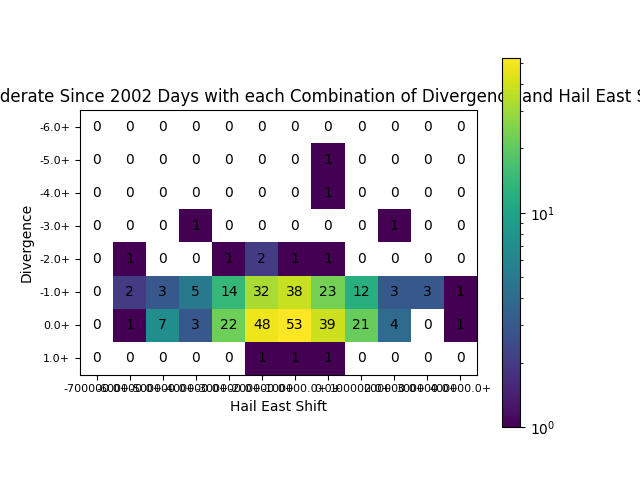 derate Since 2002 Days with each Combination of Divergence and Hail East S
-6.0+ 0 0 0 0 0 0 0 0 0 0 0 0
-5.0+ 0 0 0 0 0 0 0 1 0 0 0 0
-4.0+ 0 0 0 0 0 0 0 1 0 0 0 0
-3.0+ 0 0 0 1 0 0 0 0 0 1 0 0
-2.0+ 0 1 0 0 1 2 1 1 0 0 0 0
-1.0+ 0 2 3 5 14 32 38 23 12 3 3 1
0.0+ 0 1 7 3 22 48 53 39 21 4 0 1
1.0+ 0 0 0 0 0 1 1 1 0 0 0 0
Divergence
Hail East Shift
10^1
10^0